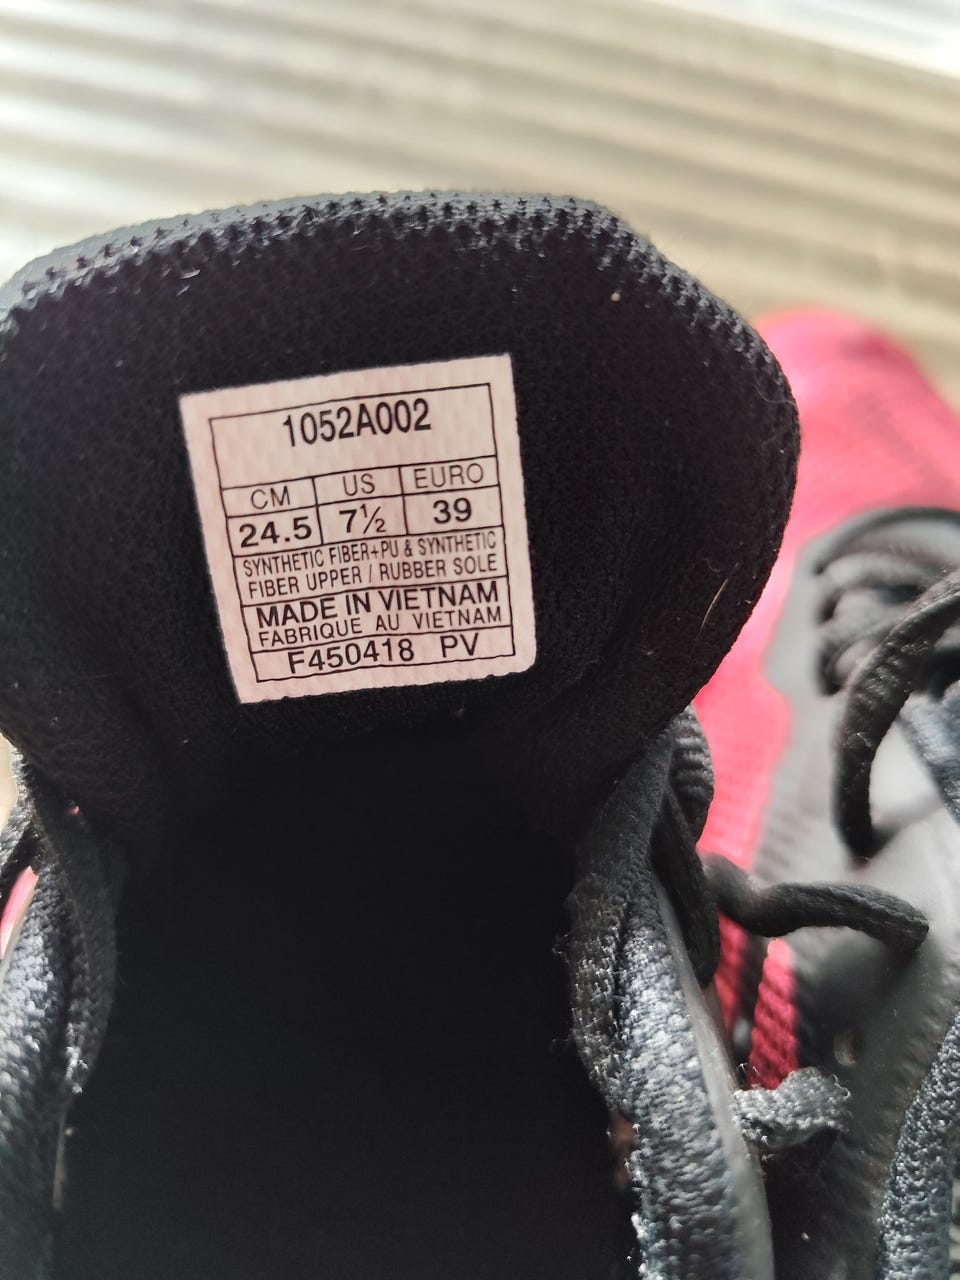 1052A002
CM US EURO
24.5 7½ 39
SYNTHETIC FIBER+PU & SYNTHETIC
FIBER UPPER / RUBBER SOLE
MADE IN VIETNAM
FABRIQUE AU VIETNAM
F450418 PV